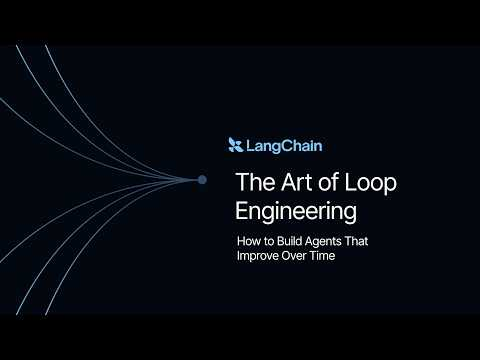 LangChain
The Art of Loop
Engineering
How to Build Agents That
Improve Over Time